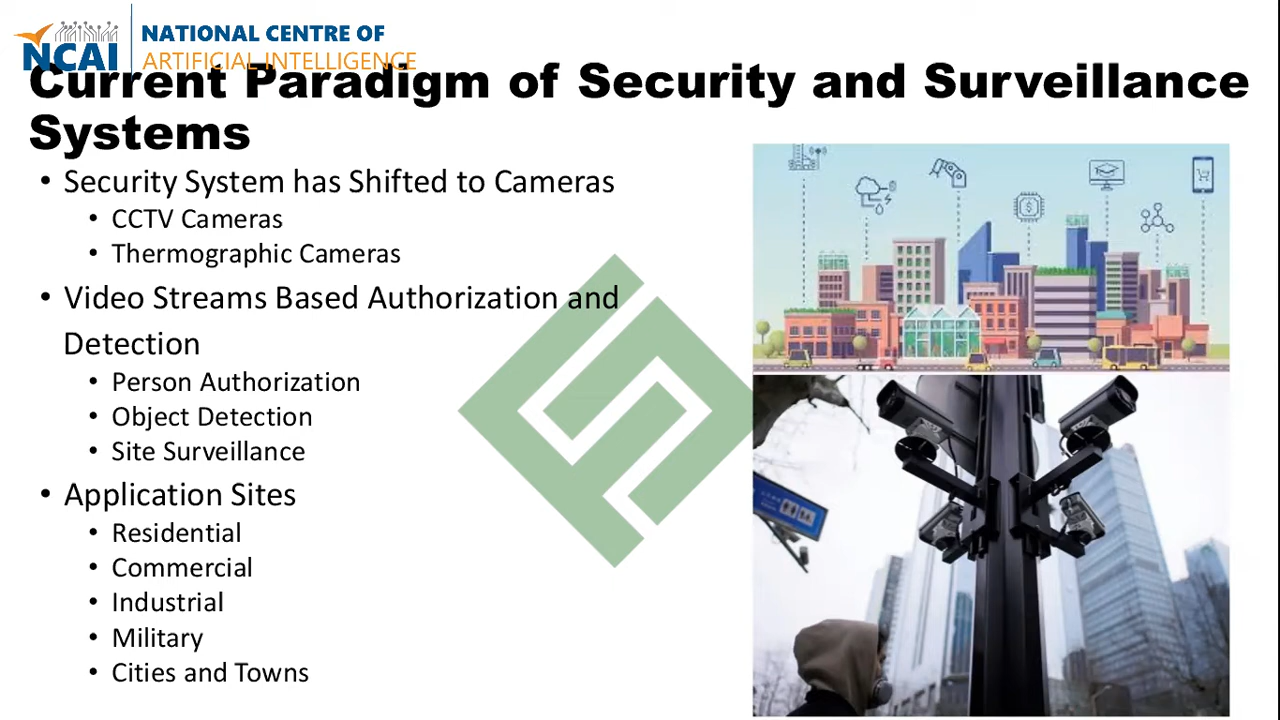 NCAI
NATIONAL CENTRE OF
ARTIFICIAL INTELLIGENCE
Current Paradigm of Security and Surveillance
Systems
• Security System has Shifted to Cameras
• CCTV Cameras
• Thermographic Cameras
• Video Streams Based Authorization and
Detection
• Person Authorization
• Object Detection
• Site Surveillance
• Application Sites
• Residential
• Commercial
• Industrial
• Military
• Cities and Towns